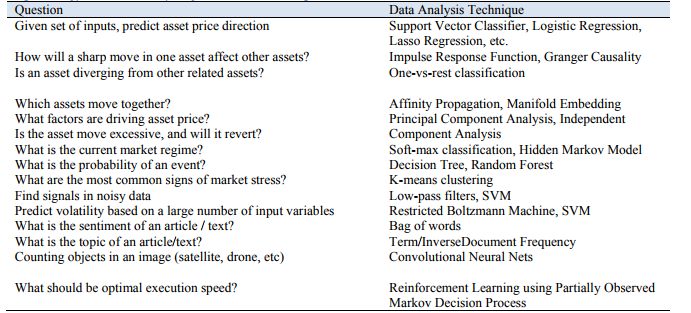 Question Data Analysis Technique
Given set of inputs, predict asset price direction Support Vector Classifier, Logistic Regression,
Lasso Regression, etc.
How will a sharp move in one asset affect other assets? Impulse Response Function, Granger Causality
Is an asset diverging from other related assets? One-vs-rest classification
Which assets move together? Affinity Propagation, Manifold Embedding
What factors are driving asset price? Principal Component Analysis, Independent
Is the asset move excessive, and will it revert? Component Analysis
What is the current market regime? Soft-max classification, Hidden Markov Model
What is the probability of an event? Decision Tree, Random Forest
What are the most common signs of market stress? K-means clustering
Find signals in noisy data Low-pass filters, SVM
Predict volatility based on a large number of input variables Restricted Boltzmann Machine, SVM
What is the sentiment of an article / text? Bag of words
What is the topic of an article/text? Term/InverseDocument Frequency
Counting objects in an image (satellite, drone, etc) Convolutional Neural Nets
What should be optimal execution speed? Reinforcement Learning using Partially Observed
Markov Decision Process